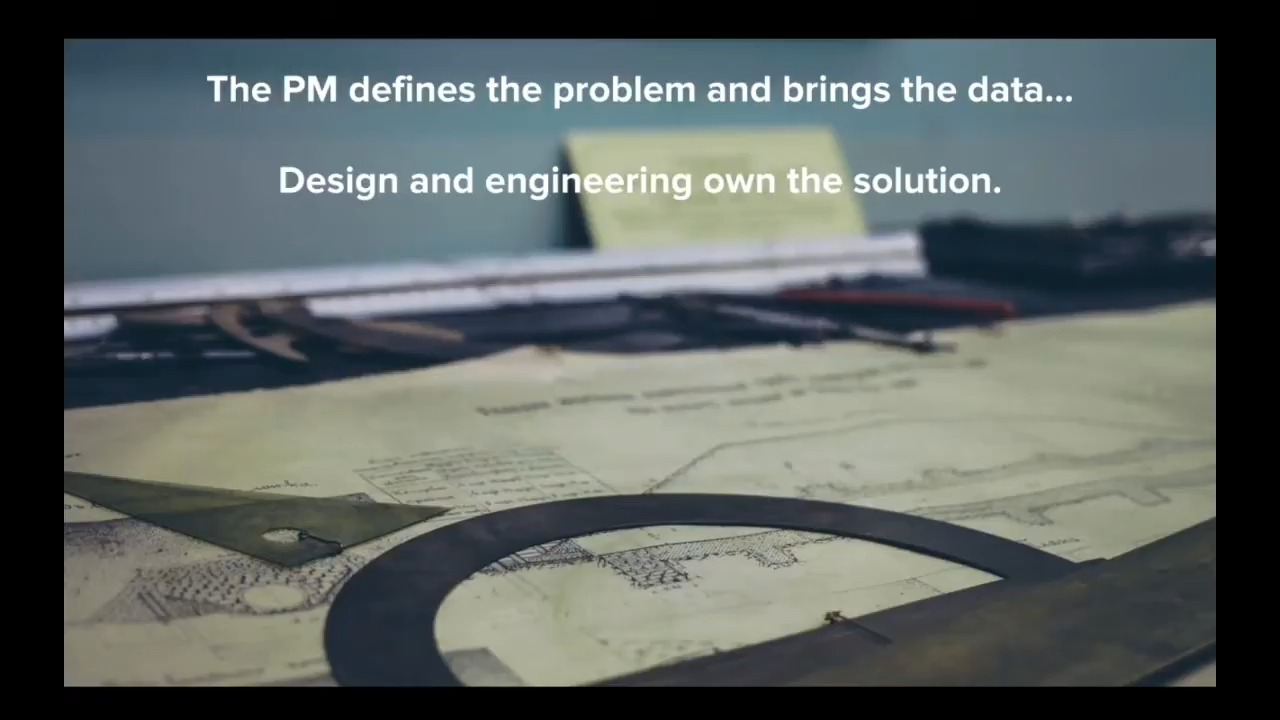 The PM defines the problem and brings the data...
Design and engineering own the solution.